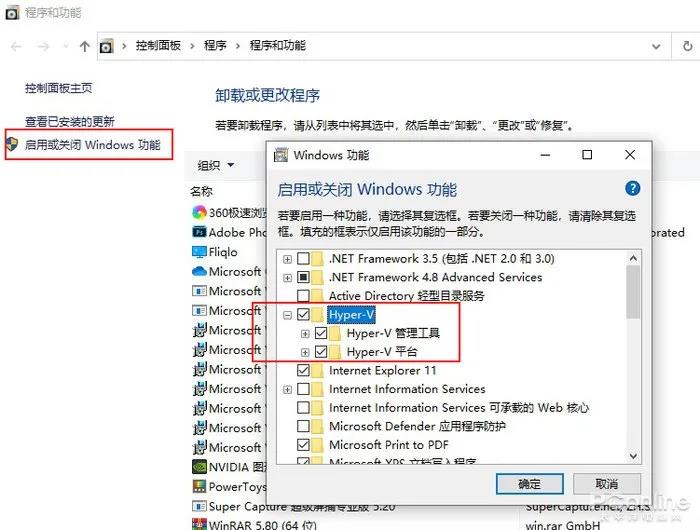 程序和功能
控制面板 › 程序 › 程序和功能
控制面板主页
查看已安装的更新
启用或关闭 Windows 功能
卸载或更改程序
若要卸载程序，请从列表中将其选中，然后单击“卸载”、“更改”或“修复”。
组织
名称
360极速浏
Adobe Pho
orated
Fliqlo
Microsoft
Microsoft
Microsoft
Microsoft
Microsoft
Microsoft
Microsoft
Microsoft
Microsoft
Microsoft
NVIDIA 图
PowerToys
Super Capture 超级屏捕专业版 5.20
SuperCapture.net, ZHS
WinRAR 5.80 (64 位)
win.rar GmbH
Windows 功能
启用或关闭 Windows 功能
若要启用一种功能，请选择其复选框。若要关闭一种功能，请清除其复选
框。填充的框表示仅启用该功能的一部分。
.NET Framework 3.5 (包括 .NET 2.0 和 3.0)
.NET Framework 4.8 Advanced Services
Active Directory 轻型目录服务
Hyper-V
Hyper-V 管理工具
Hyper-V 平台
Internet Explorer 11
Internet Information Services
Internet Information Services 可承载的 Web 核心
Microsoft Defender 应用程序防护
Microsoft Print to PDF
Microsoft XPS 文档写入程序
确定
取消
PConline